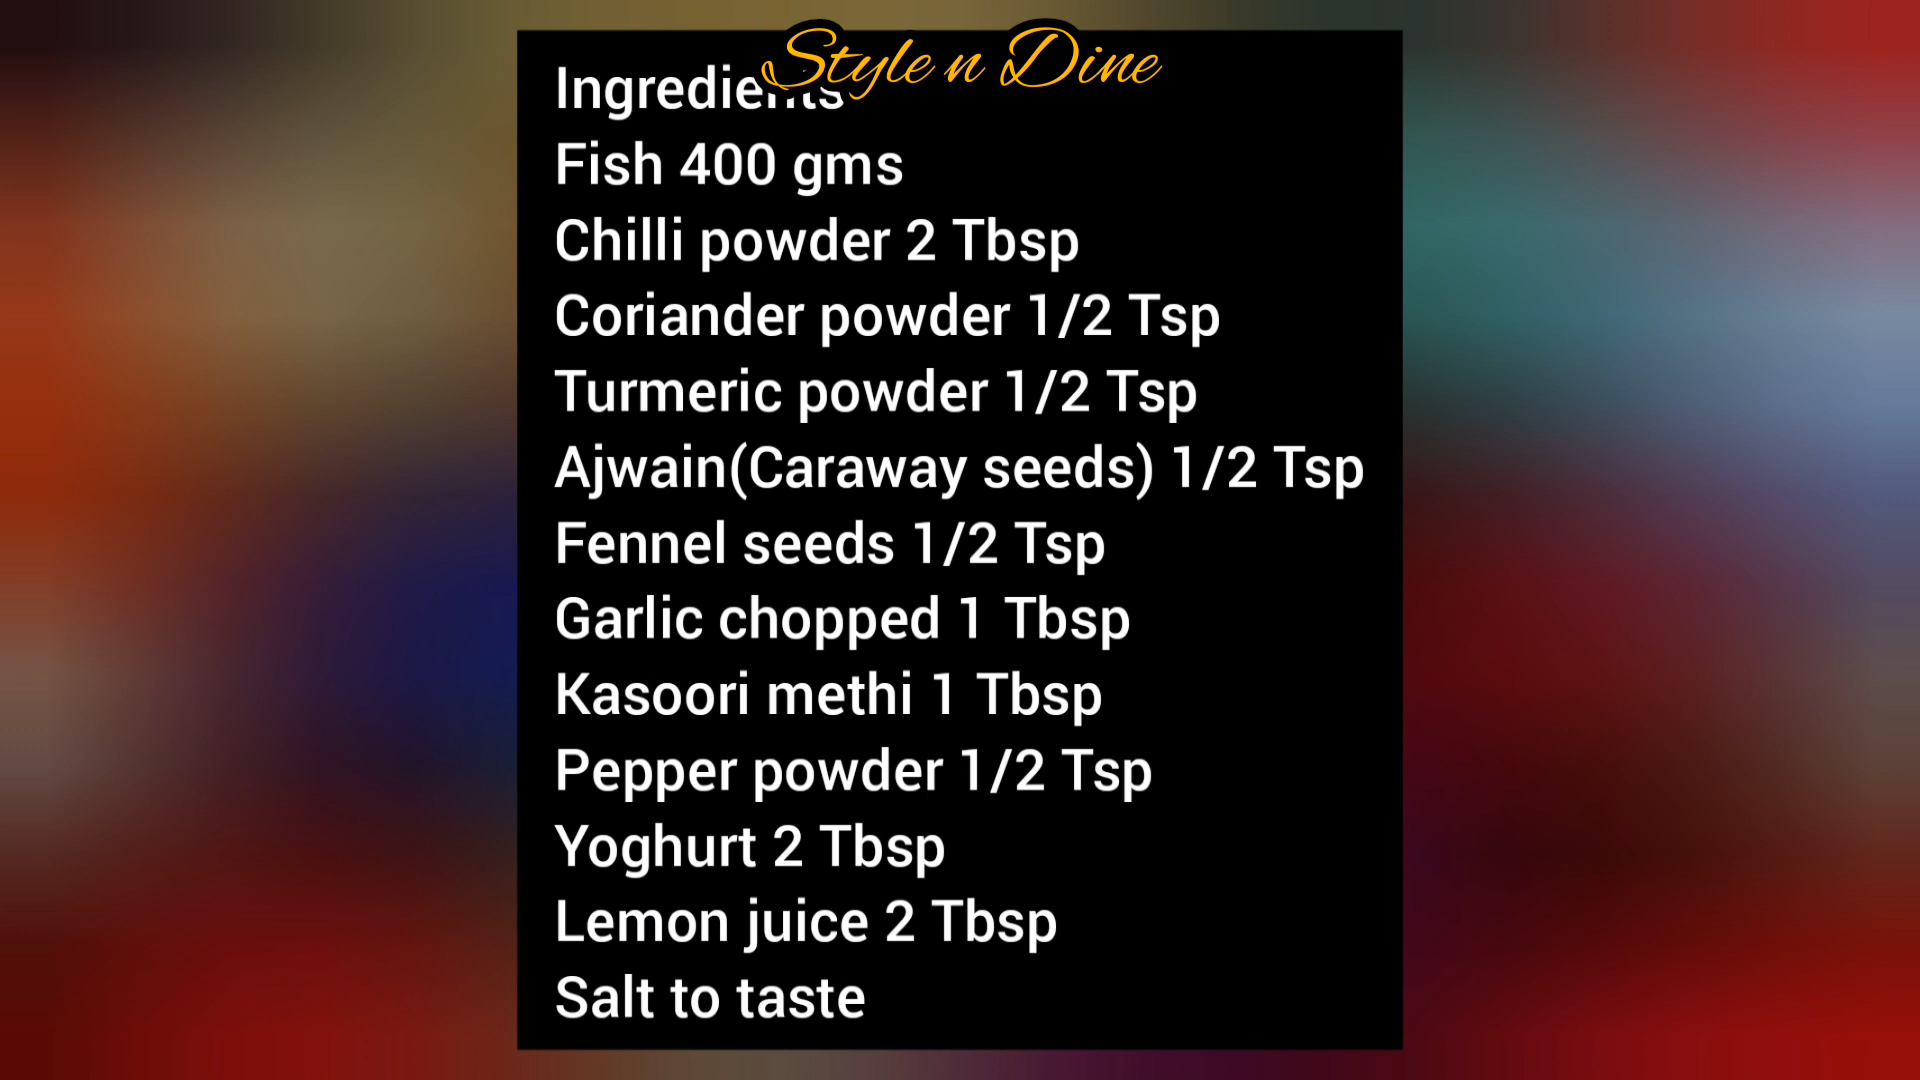 Style n Dine
Ingredients
Fish 400 gms
Chilli powder 2 Tbsp
Coriander powder 1/2 Tsp
Turmeric powder 1/2 Tsp
Ajwain(Caraway seeds) 1/2 Tsp
Fennel seeds 1/2 Tsp
Garlic chopped 1 Tbsp
Kasoori methi 1 Tbsp
Pepper powder 1/2 Tsp
Yoghurt 2 Tbsp
Lemon juice 2 Tbsp
Salt to taste